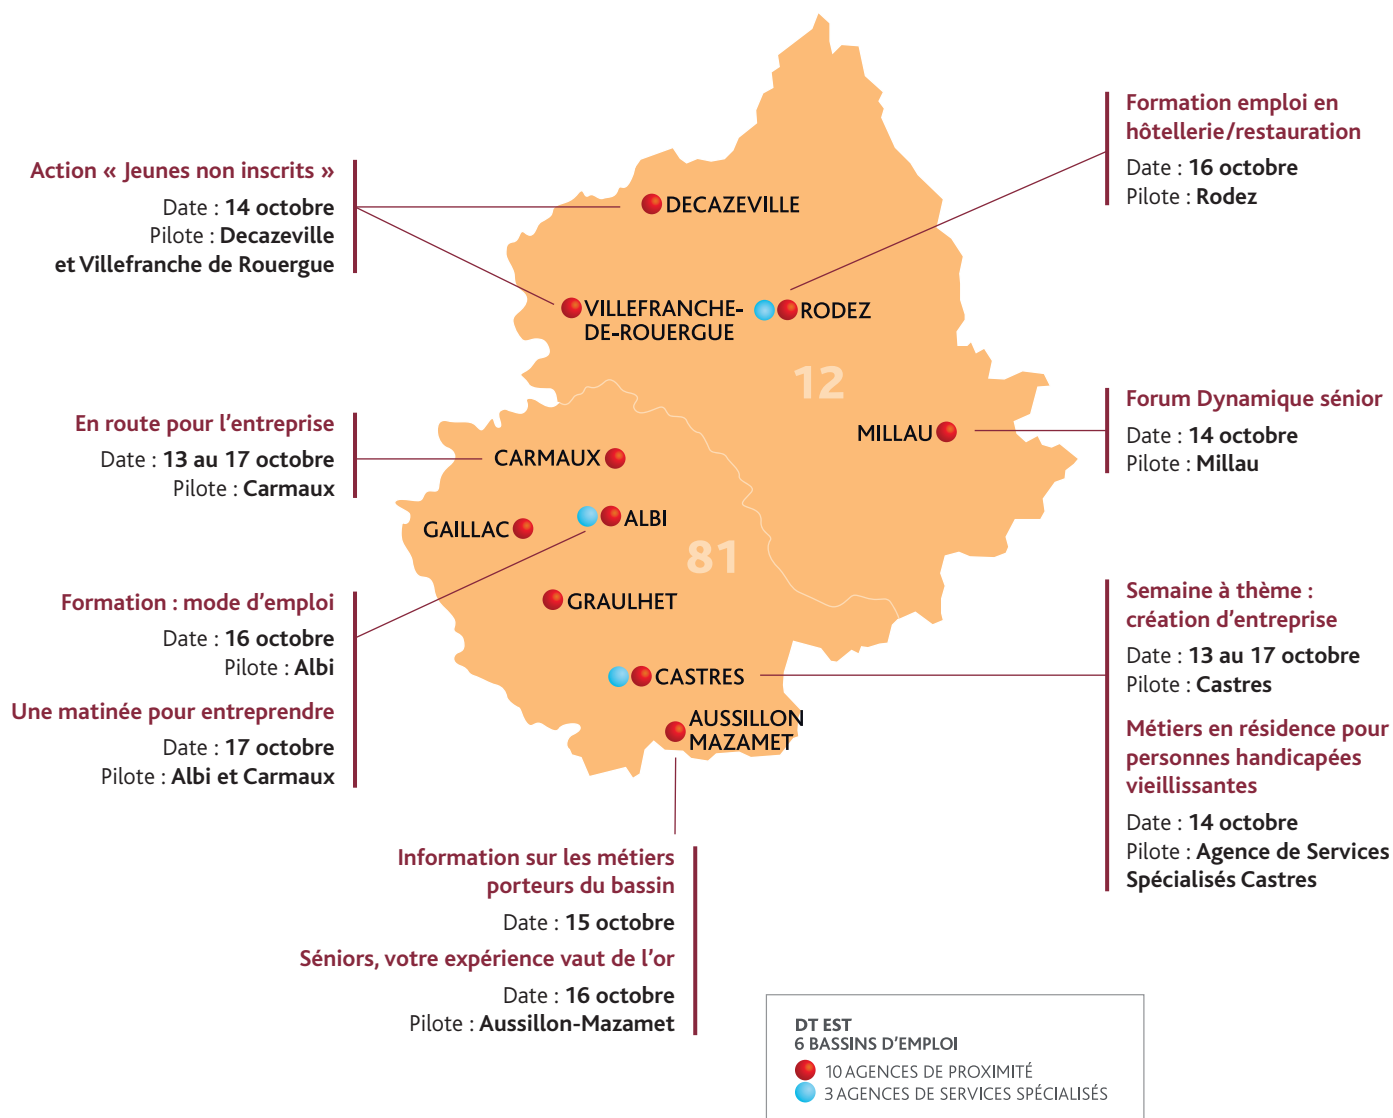 Action « Jeunes non inscrits »
Date : 14 octobre
Pilote : Decazeville
et Villefranche de Rouergue
En route pour l’entreprise
Date : 13 au 17 octobre
Pilote : Carmaux
Formation : mode d’emploi
Date : 16 octobre
Pilote : Albi
Une matinée pour entreprendre
Date : 17 octobre
Pilote : Albi et Carmaux
DECAZEVILLE
VILLEFRANCHE-
DE-ROUERGUE
RODEZ
12
MILLAU
CARMAUX
GAILLAC
ALBI
81
GRAULHET
CASTRES
AUSSILLON
MAZAMET
Formation emploi en
hôtellerie/restauration
Date : 16 octobre
Pilote : Rodez
Forum Dynamique sénior
Date : 14 octobre
Pilote : Millau
Semaine à thème :
création d’entreprise
Date : 13 au 17 octobre
Pilote : Castres
Métiers en résidence pour
personnes handicapées
vieillissantes
Date : 14 octobre
Pilote : Agence de Services
Spécialisés Castres
Information sur les métiers
porteurs du bassin
Date : 15 octobre
Séniors, votre expérience vaut de l’or
Date : 16 octobre
Pilote : Aussillon-Mazamet
DT EST
6 BASSINS D’EMPLOI
10 AGENCES DE PROXIMITÉ
3 AGENCES DE SERVICES SPÉCIALISÉS